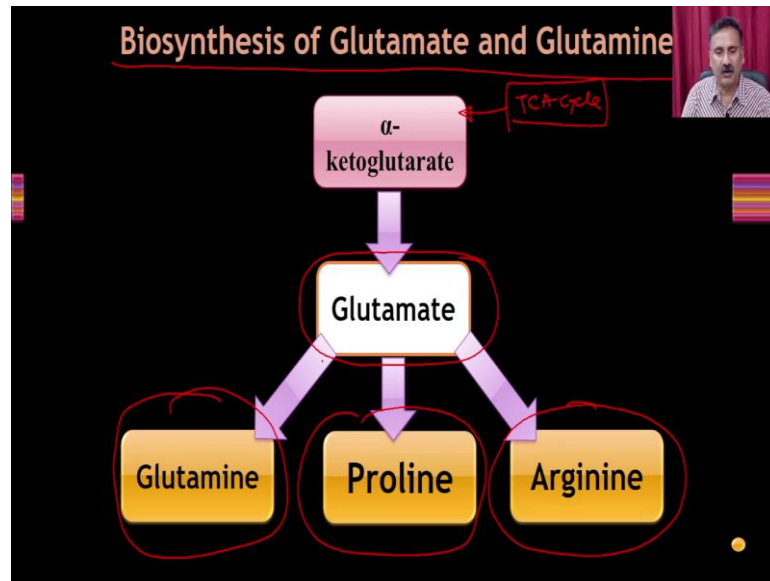 Biosynthesis of Glutamate and Glutamine
TCA-Cycle
α-
ketoglutarate
Glutamate
Glutamine Proline Arginine